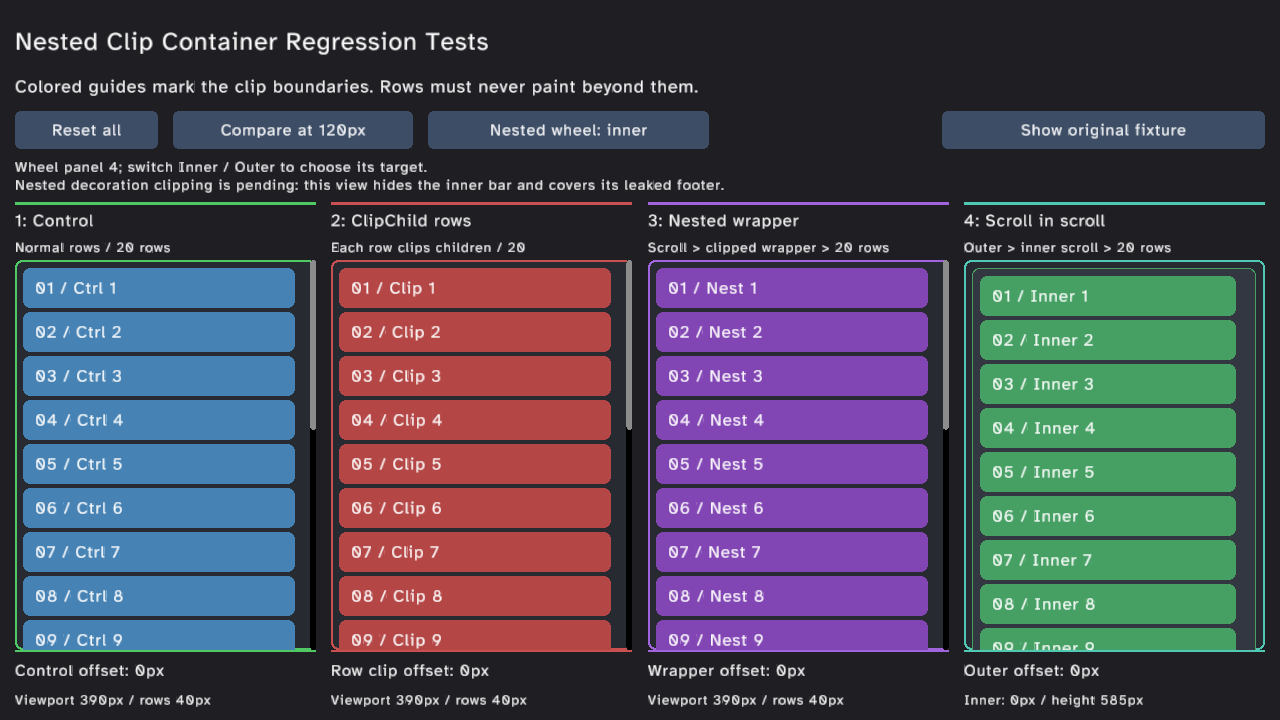 Nested Clip Container Regression Tests
Colored guides mark the clip boundaries. Rows must never paint beyond them.
Reset all
Compare at 120px
Nested wheel: inner
Show original fixture
Wheel panel 4; switch Inner / Outer to choose its target.
Nested decoration clipping is pending: this view hides the inner bar and covers its leaked footer.
1: Control
Normal rows / 20 rows
01 / Ctrl 1
02 / Ctrl 2
03 / Ctrl 3
04 / Ctrl 4
05 / Ctrl 5
06 / Ctrl 6
07 / Ctrl 7
08 / Ctrl 8
09 / Ctrl 9
Control offset: 0px
Viewport 390px / rows 40px
2: ClipChild rows
Each row clips children / 20
01 / Clip 1
02 / Clip 2
03 / Clip 3
04 / Clip 4
05 / Clip 5
06 / Clip 6
07 / Clip 7
08 / Clip 8
09 / Clip 9
Row clip offset: 0px
Viewport 390px / rows 40px
3: Nested wrapper
Scroll > clipped wrapper > 20 rows
01 / Nest 1
02 / Nest 2
03 / Nest 3
04 / Nest 4
05 / Nest 5
06 / Nest 6
07 / Nest 7
08 / Nest 8
09 / Nest 9
Wrapper offset: 0px
Viewport 390px / rows 40px
4: Scroll in scroll
Outer > inner scroll > 20 rows
01 / Inner 1
02 / Inner 2
03 / Inner 3
04 / Inner 4
05 / Inner 5
06 / Inner 6
07 / Inner 7
08 / Inner 8
09 / Inner 9
Outer offset: 0px
Inner: 0px / height 585px